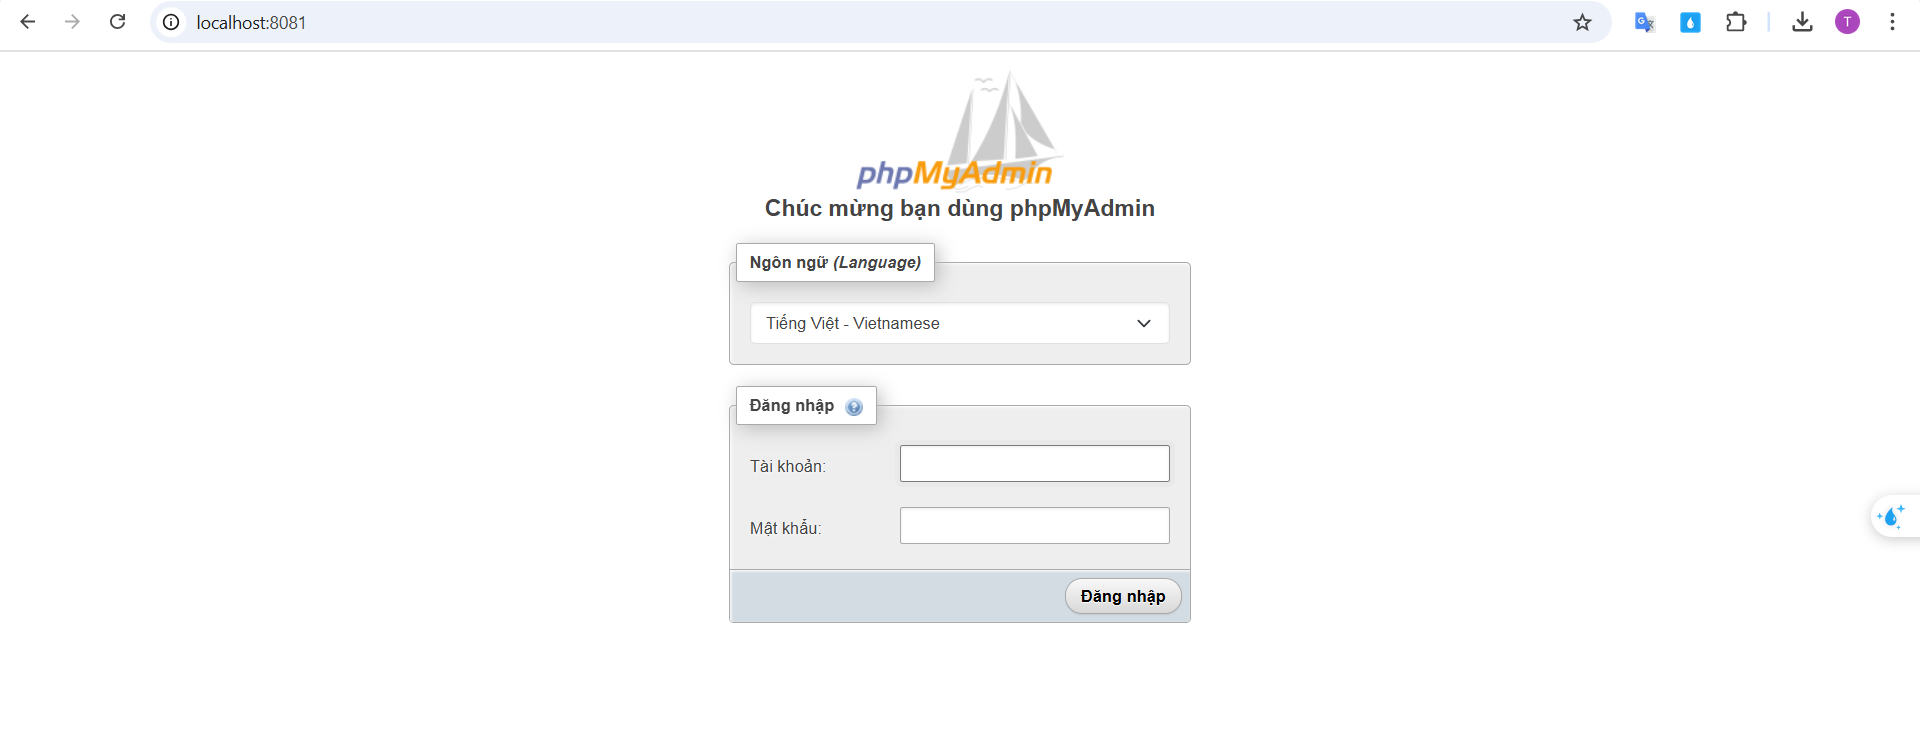 localhost:8081
T
phpMyAdmin
Chúc mừng bạn dùng phpMyAdmin
Ngôn ngữ (Language)
Tiếng Việt - Vietnamese
Đăng nhập
Tài khoản:
Mật khẩu:
Đăng nhập